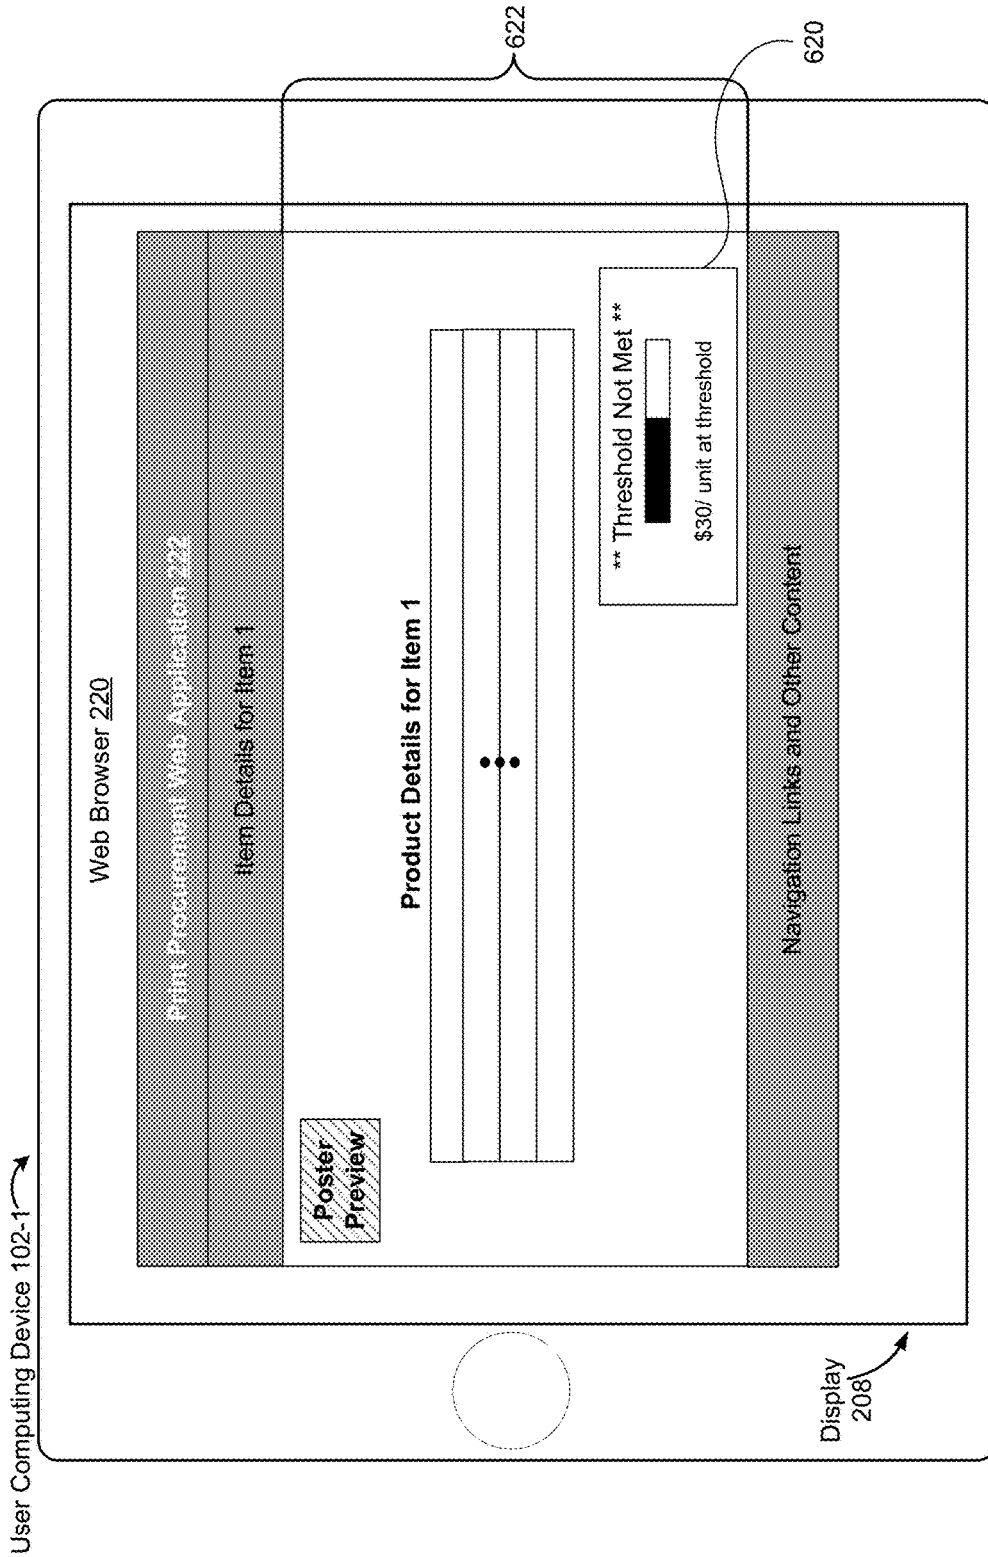 User Computing Device 102-1
Web Browser 220
Print Procurement Web Application 222
Item Details for Item 1
Poster
Preview
Product Details for Item 1
** Threshold Not Met **
$30/ unit at threshold
Navigation Links and Other Content
622
620
Display
208